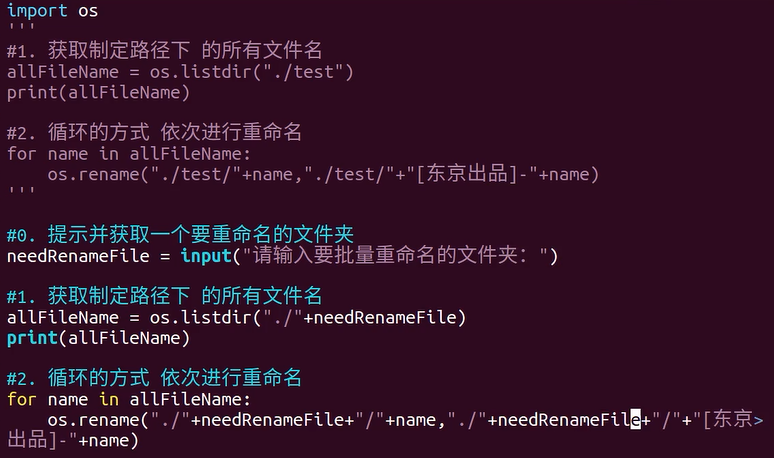 import os
'''
#1. 获取制定路径下 的所有文件名
allFileName = os.listdir("./test")
print(allFileName)

#2. 循环的方式 依次进行重命名
for name in allFileName:
    os.rename("./test/"+name,"./test/"+"[东京出品]-"+name)
'''

#0. 提示并获取一个要重命名的文件夹
needRenameFile = input("请输入要批量重命名的文件夹: ")

#1. 获取制定路径下 的所有文件名
allFileName = os.listdir("./"+needRenameFile)
print(allFileName)

#2. 循环的方式 依次进行重命名
for name in allFileName:
    os.rename("./"+needRenameFile+"/"+name,"./"+needRenameFile+"/"+"[东京>
出品]-"+name)